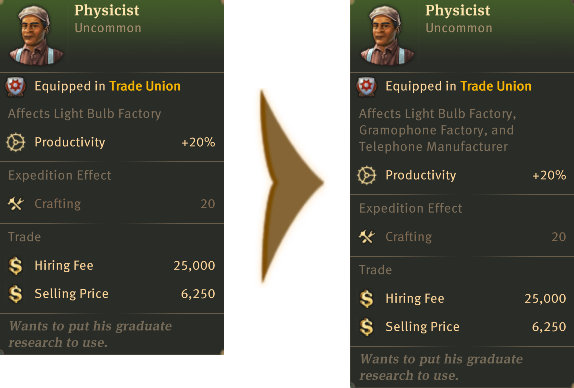 Physicist
Uncommon
Equipped in Trade Union
Affects Light Bulb Factory
Productivity +20%
Expedition Effect
Crafting 20
Trade
Hiring Fee 25,000
Selling Price 6,250
Wants to put his graduate
research to use.
Physicist
Uncommon
Equipped in Trade Union
Affects Light Bulb Factory,
Gramophone Factory, and
Telephone Manufacturer
Productivity +20%
Expedition Effect
Crafting 20
Trade
Hiring Fee 25,000
Selling Price 6,250
Wants to put his graduate
research to use.